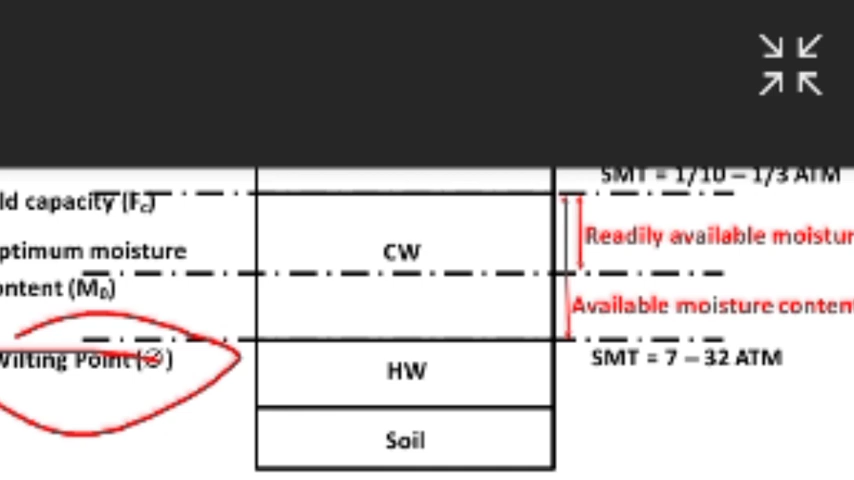 SMT = 1/10 – 1/3 ATM
ld capacity (Fc)
Readily available moistur
ptimum moisture
CW
ontent (M₀)
Available moisture conten
Wilting Point
SMT = 7 – 32 ATM
HW
Soil